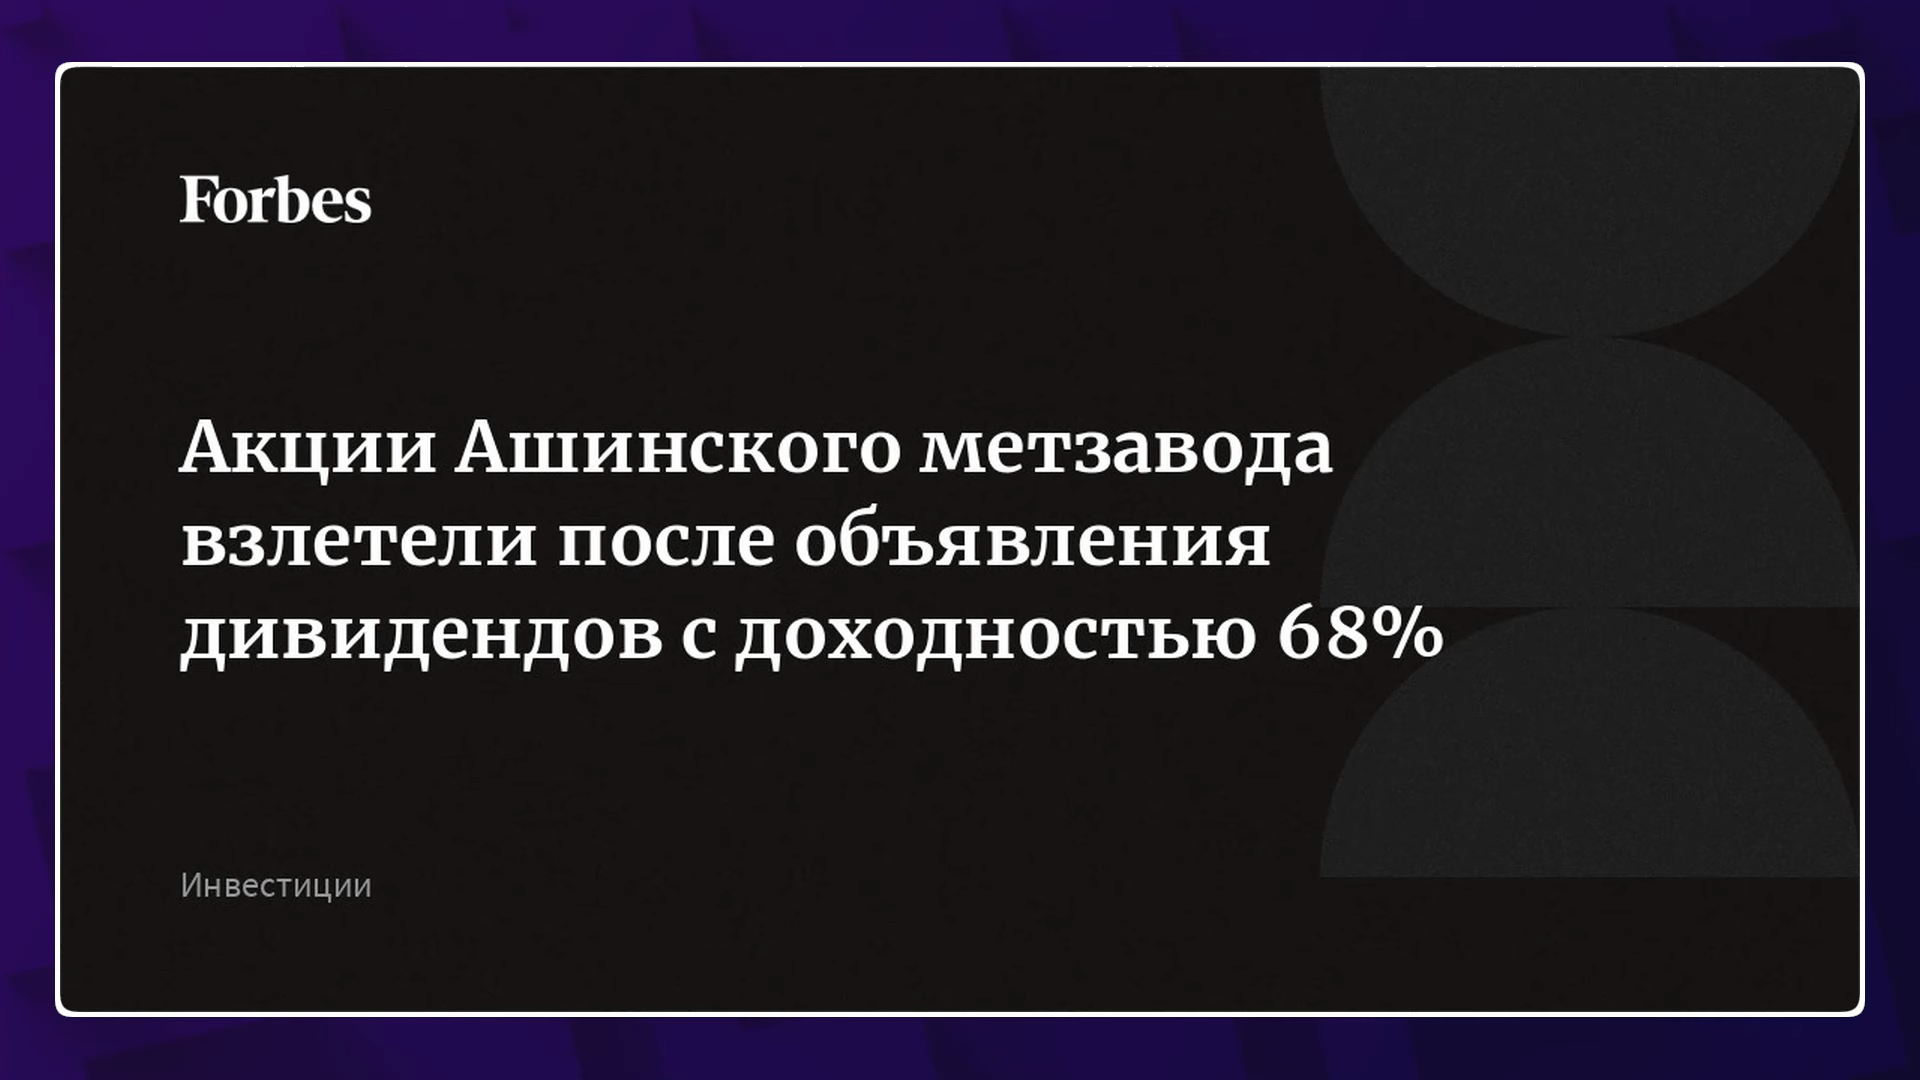 Forbes
Акции Ашинского метзавода
взлетели после объявления
дивидендов с доходностью 68%
Инвестиции